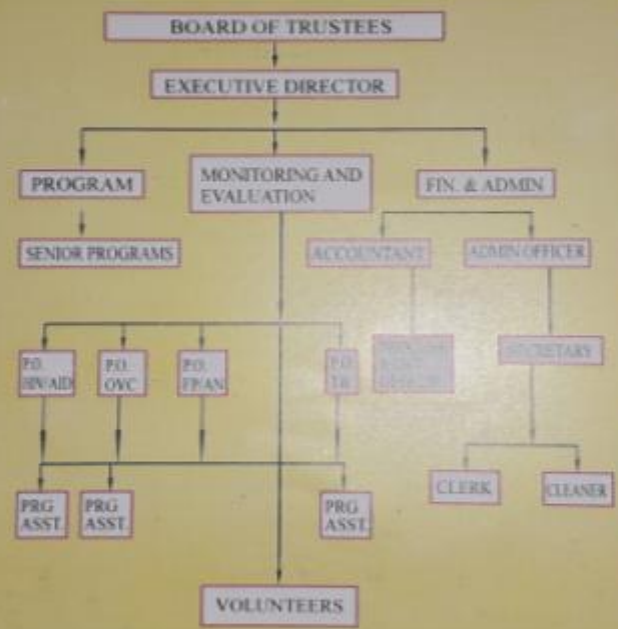 BOARD OF TRUSTEES
EXECUTIVE DIRECTOR
PROGRAM
MONITORING AND
EVALUATION
FIN. & ADMIN
SENIOR PROGRAMS
ACCOUNTANT
ADMIN OFFICER
P.O.
HIV/AID
P.O.
OVC
P.O.
FP/AN
P.O.
SECRETARY
PRG
ASST.
PRG
ASST.
PRG
ASST.
CLERK
CLEANER
VOLUNTEERS